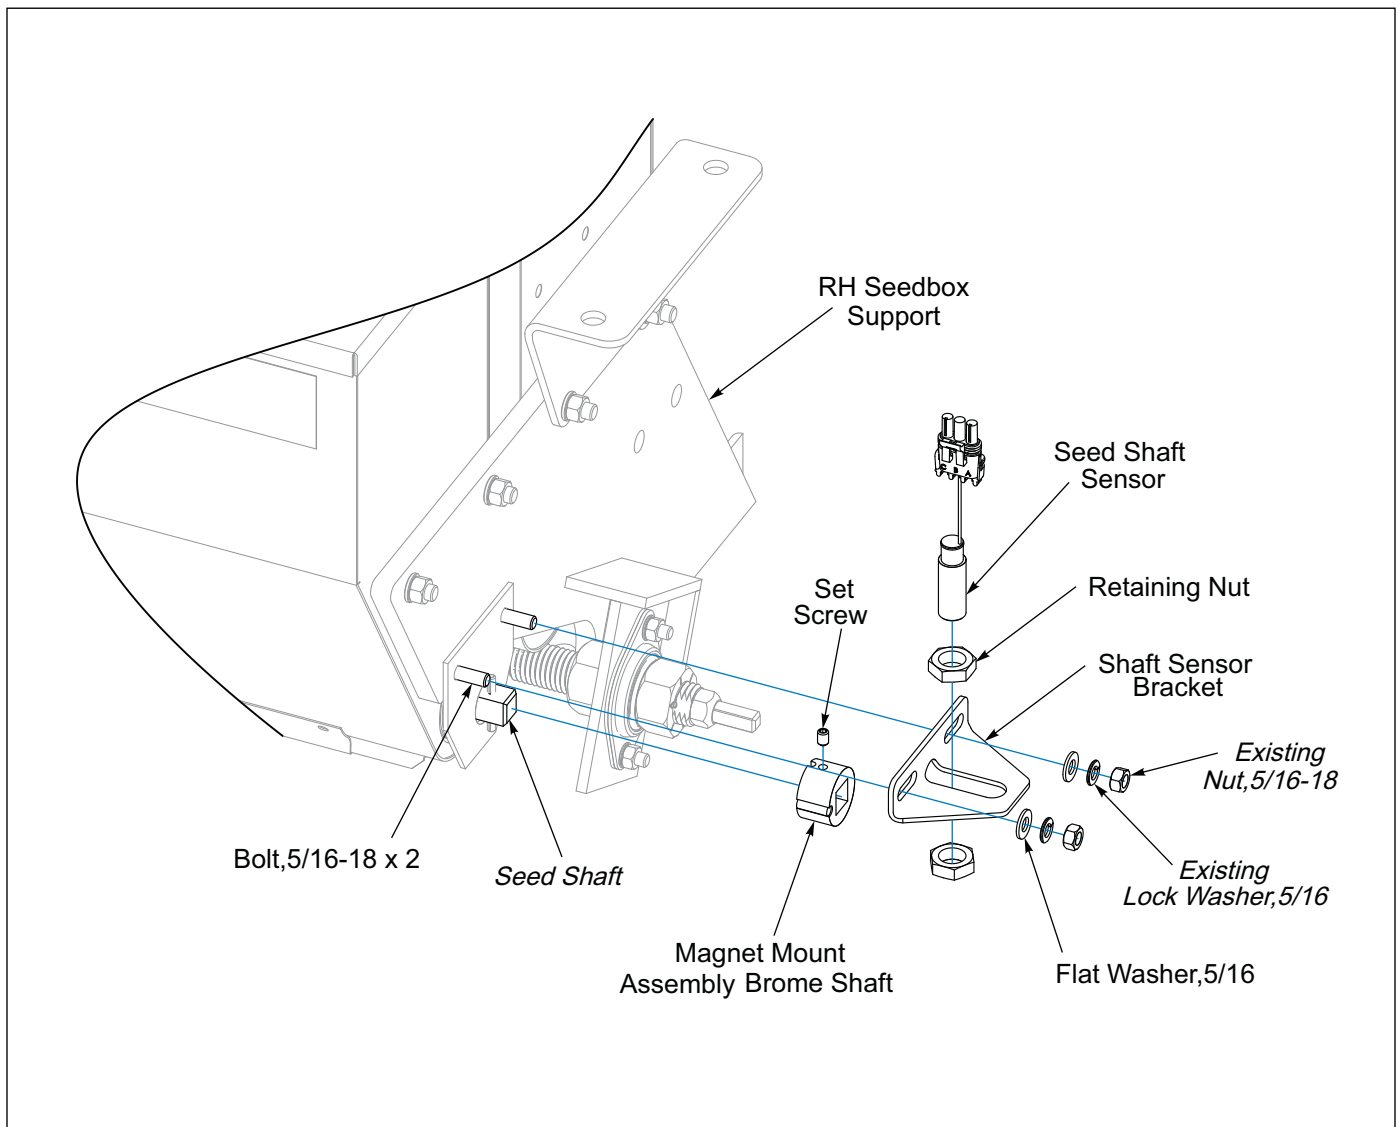 RH Seedbox
Support
C B A
Seed Shaft
Sensor
Retaining Nut
Set
Screw
Shaft Sensor
Bracket
Existing
Nut,5/16-18
Bolt,5/16-18 x 2
Seed Shaft
Existing
Lock Washer,5/16
Magnet Mount
Assembly Brome Shaft
Flat Washer,5/16